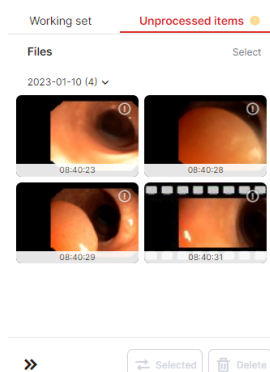 Working set Unprocessed items
Files Select
2023-01-10 (4)
08:40:23 08:40:28
08:40:29 08:40:31
Selected Delete